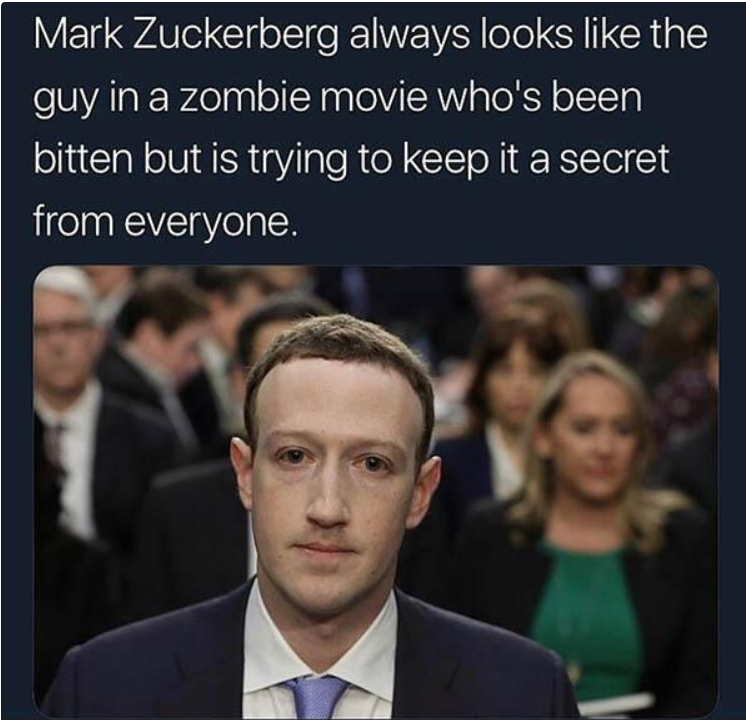 Mark Zuckerberg always looks like the
guy in a zombie movie who's been
bitten but is trying to keep it a secret
from everyone.